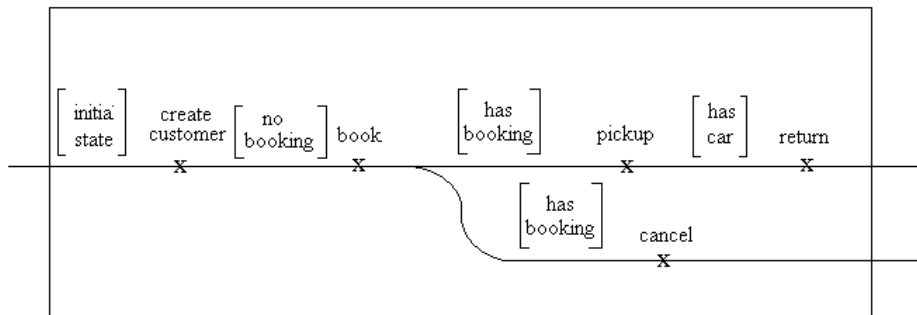 initial
state
create
customer
no
booking
book
has
booking
pickup
has
car
return
x
x
x
x
has
booking
cancel
x